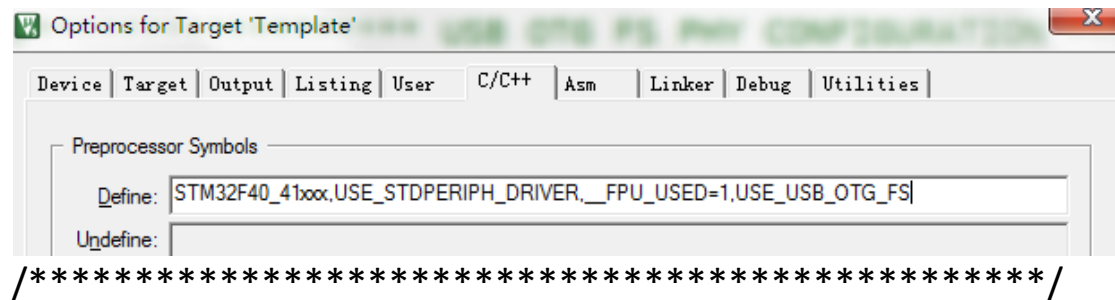 Options for Target 'Template'
Device Target Output Listing User C/C++ Asm Linker Debug Utilities
Preprocessor Symbols
Define: STM32F40_41xxx,USE_STDPERIPH_DRIVER,__FPU_USED=1,USE_USB_OTG_FS
Undefine:
/************************************************/